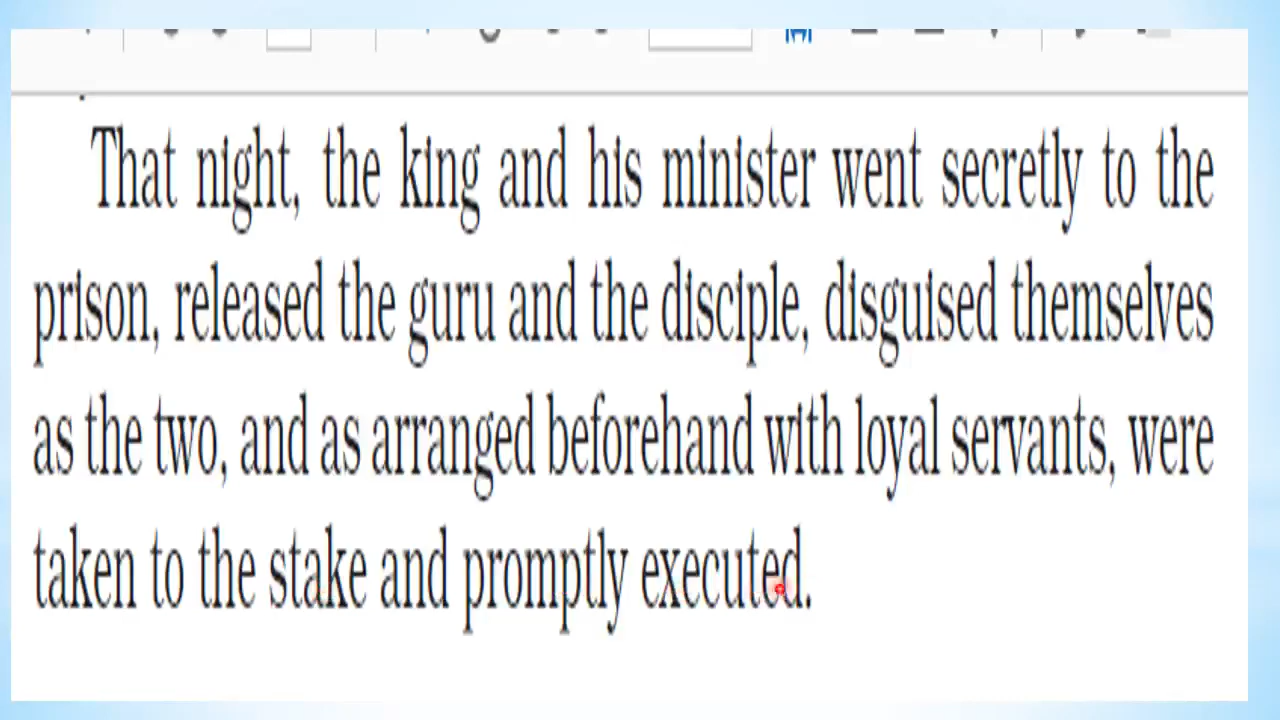 That night, the king and his minister went secretly to the
prison, released the guru and the disciple, disguised themselves
as the two, and as arranged beforehand with loyal servants, were
taken to the stake and promptly executed.